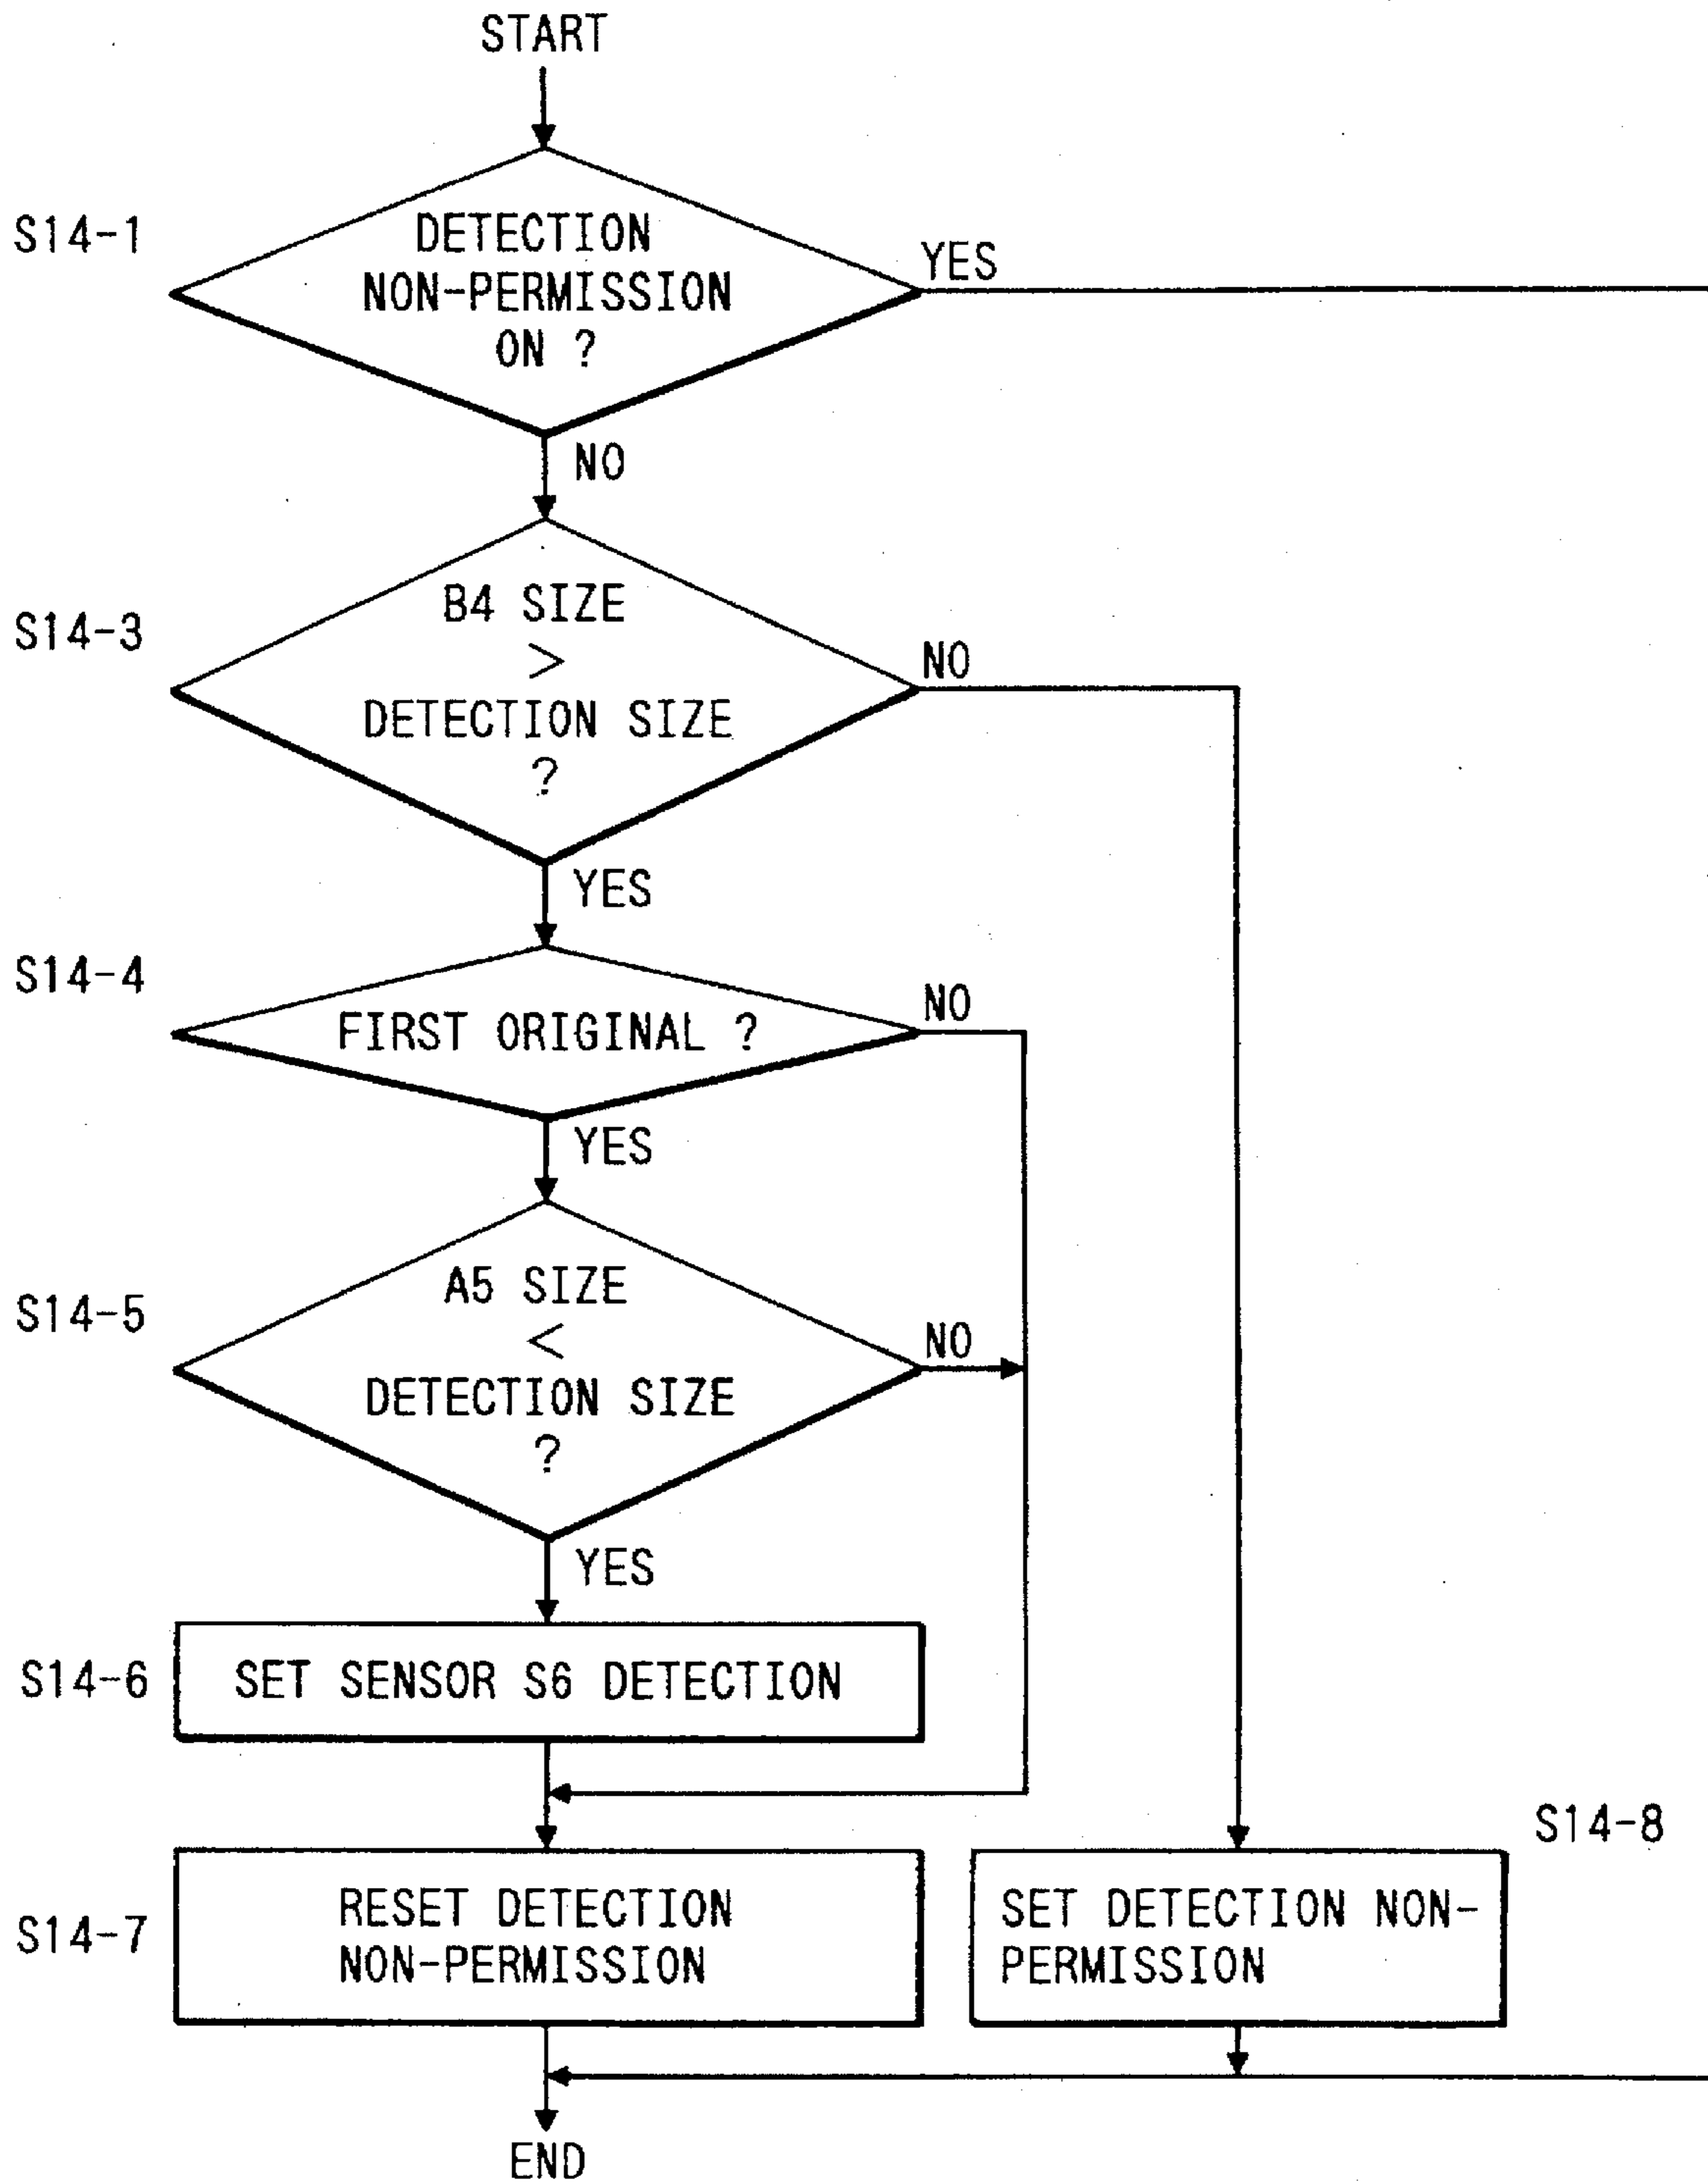 START
S14-1
DETECTION
NON-PERMISSION
ON ?
YES
NO
S14-3
B4 SIZE
>
DETECTION SIZE
?
NO
YES
S14-4
FIRST ORIGINAL ?
NO
YES
S14-5
A5 SIZE
<
DETECTION SIZE
?
NO
YES
S14-6
SET SENSOR S6 DETECTION
S14-7
RESET DETECTION
NON-PERMISSION
S14-8
SET DETECTION NON-
PERMISSION
END